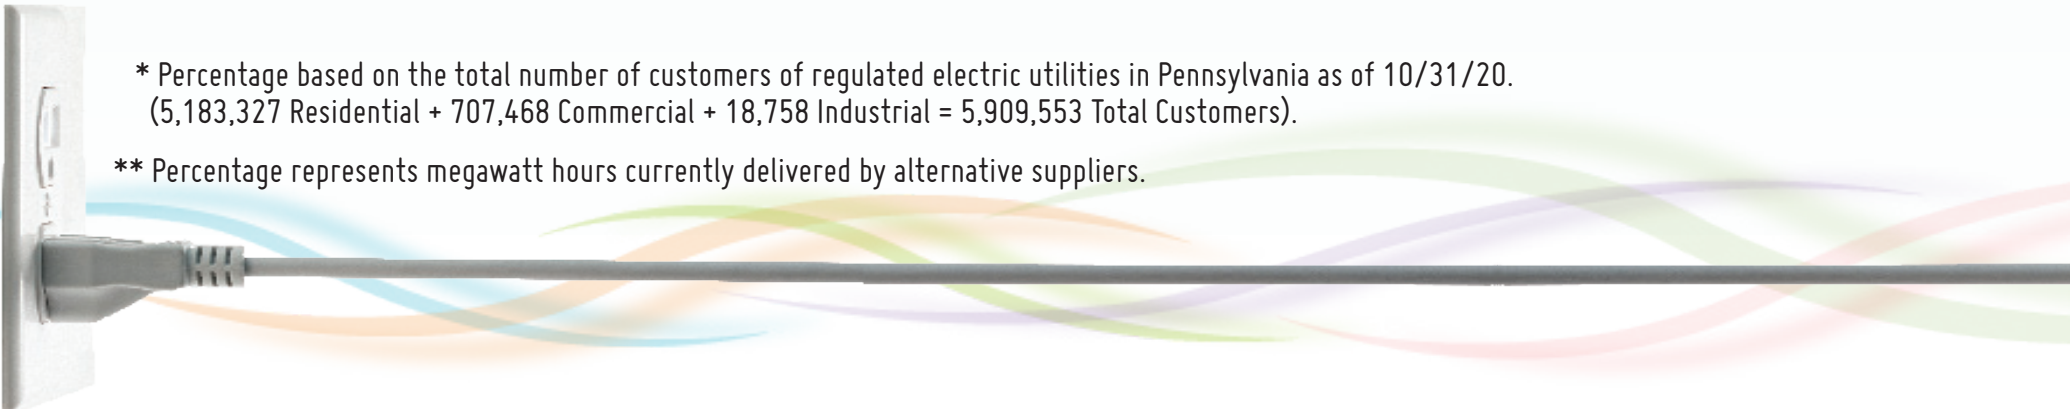 * Percentage based on the total number of customers of regulated electric utilities in Pennsylvania as of 10/31/20.
(5,183,327 Residential + 707,468 Commercial + 18,758 Industrial = 5,909,553 Total Customers).
** Percentage represents megawatt hours currently delivered by alternative suppliers.